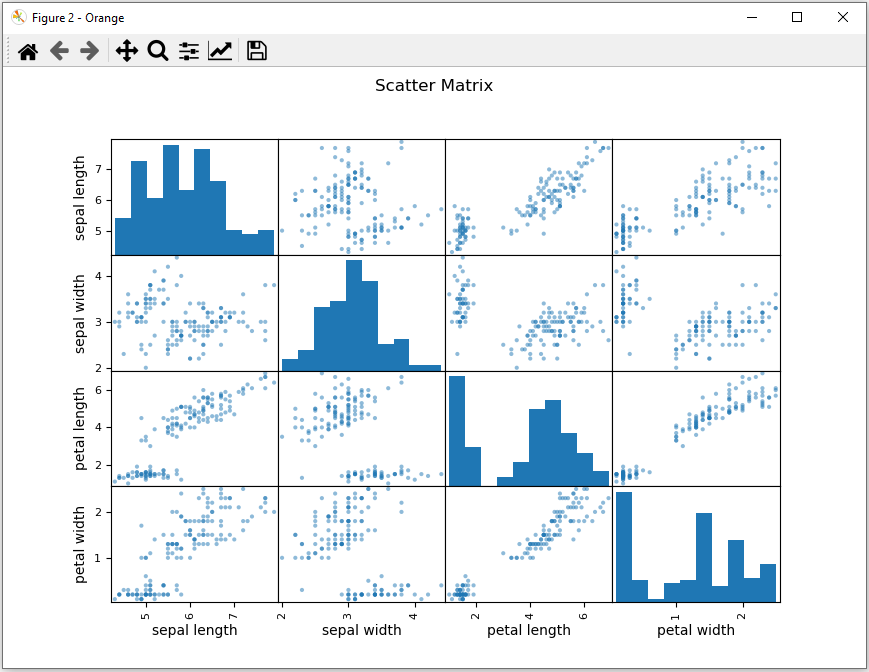 Figure 2 - Orange
Scatter Matrix
sepal length
7
6
5
sepal width
4
3
2
petal length
6
4
2
petal width
2
1
5 6 7 2 3 4 2 4 6 1 2
sepal length sepal width petal length petal width